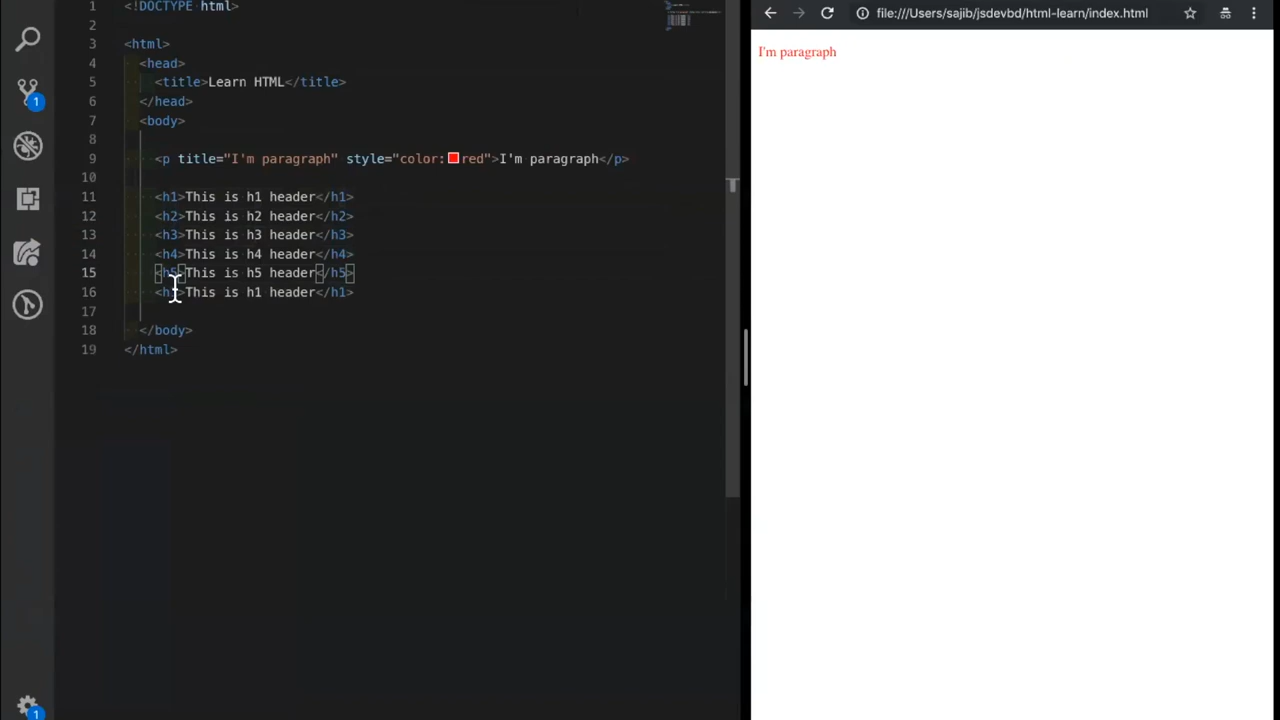 1 <!DOCTYPE html>
2
3 <html>
4 <head>
5 <title>Learn HTML</title>
6 </head>
7 <body>
8
9 <p title="I'm paragraph" style="color:red">I'm paragraph</p>
10
11 <h1>This is h1 header</h1>
12 <h2>This is h2 header</h2>
13 <h3>This is h3 header</h3>
14 <h4>This is h4 header</h4>
15 <h5>This is h5 header</h5>
16 <h1>This is h1 header</h1>
17
18 </body>
19 </html>
1
1
file:///Users/sajib/jsdevbd/html-learn/index.html
I'm paragraph